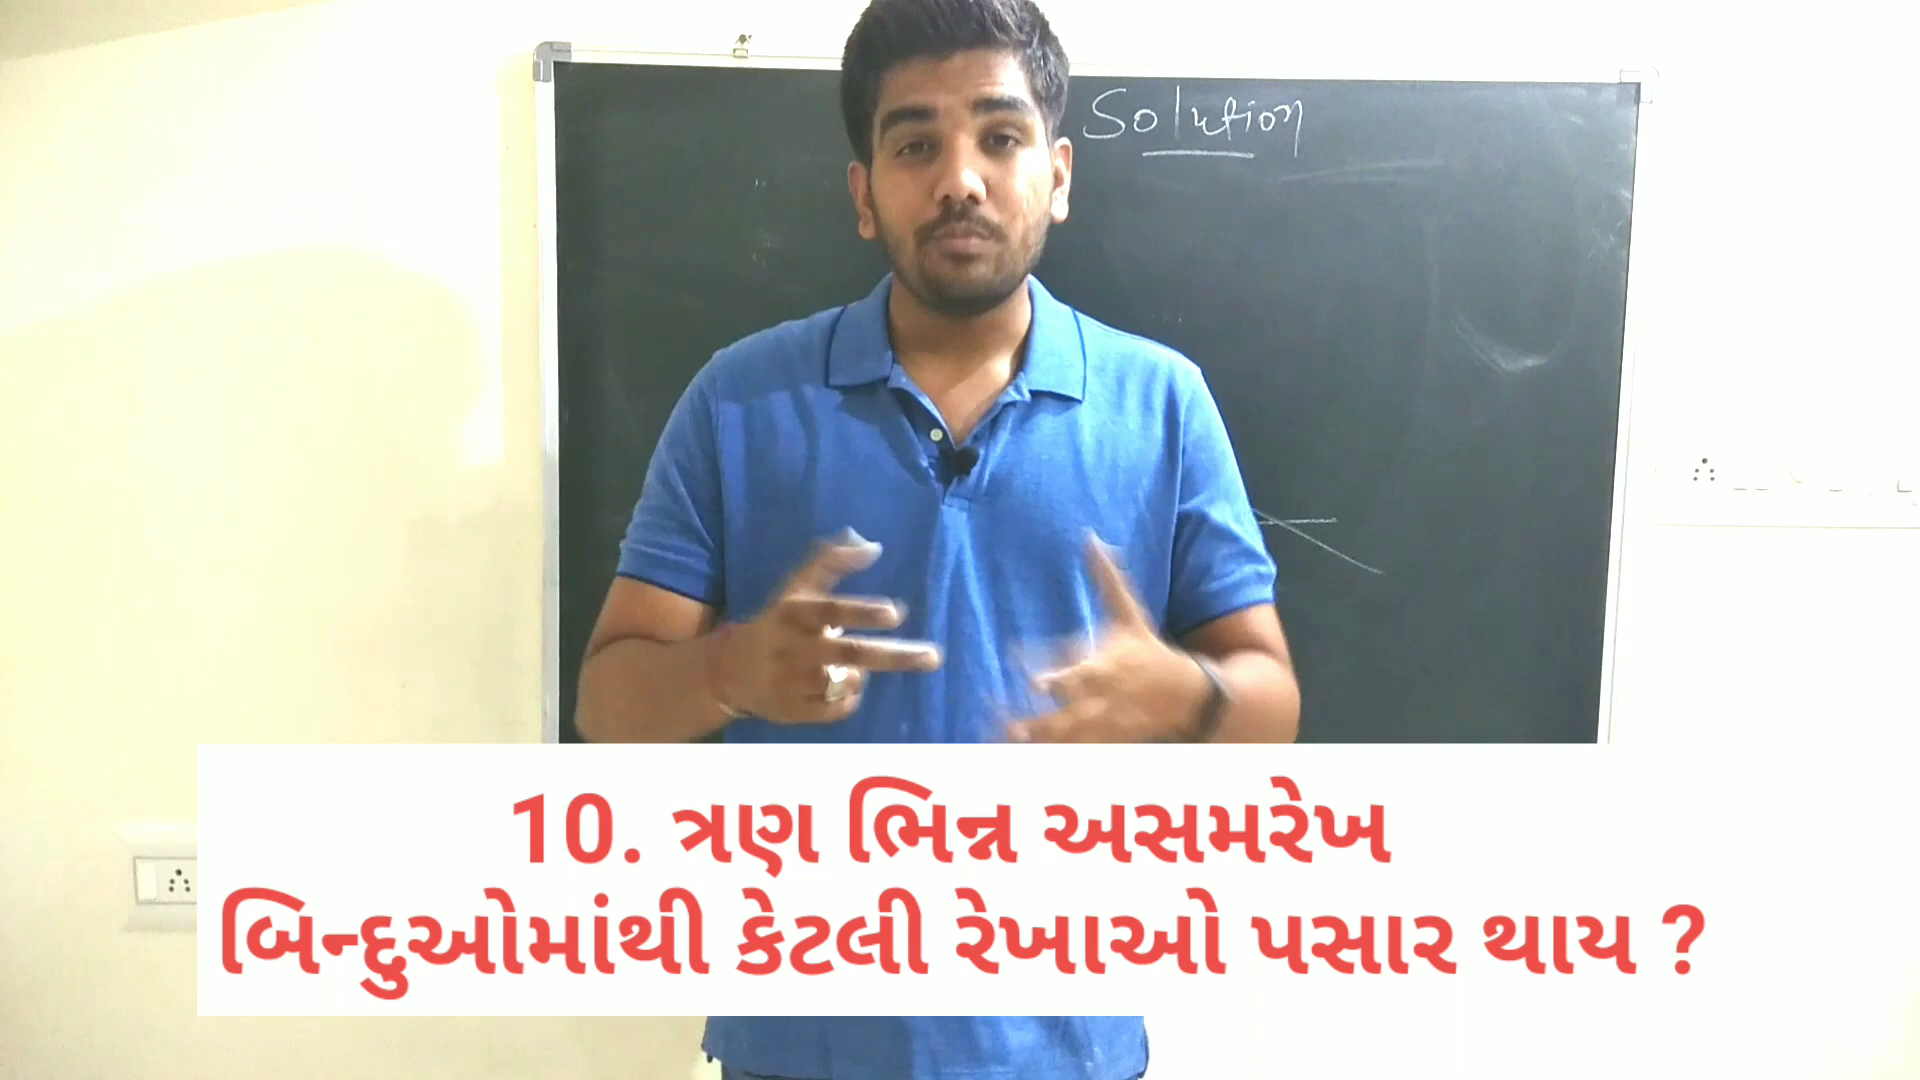 Solution
10. ત્રણ ભિન્ન અસમરેખ
બિન્દુઓમાંથી કેટલી રેખાઓ પસાર થાય ?